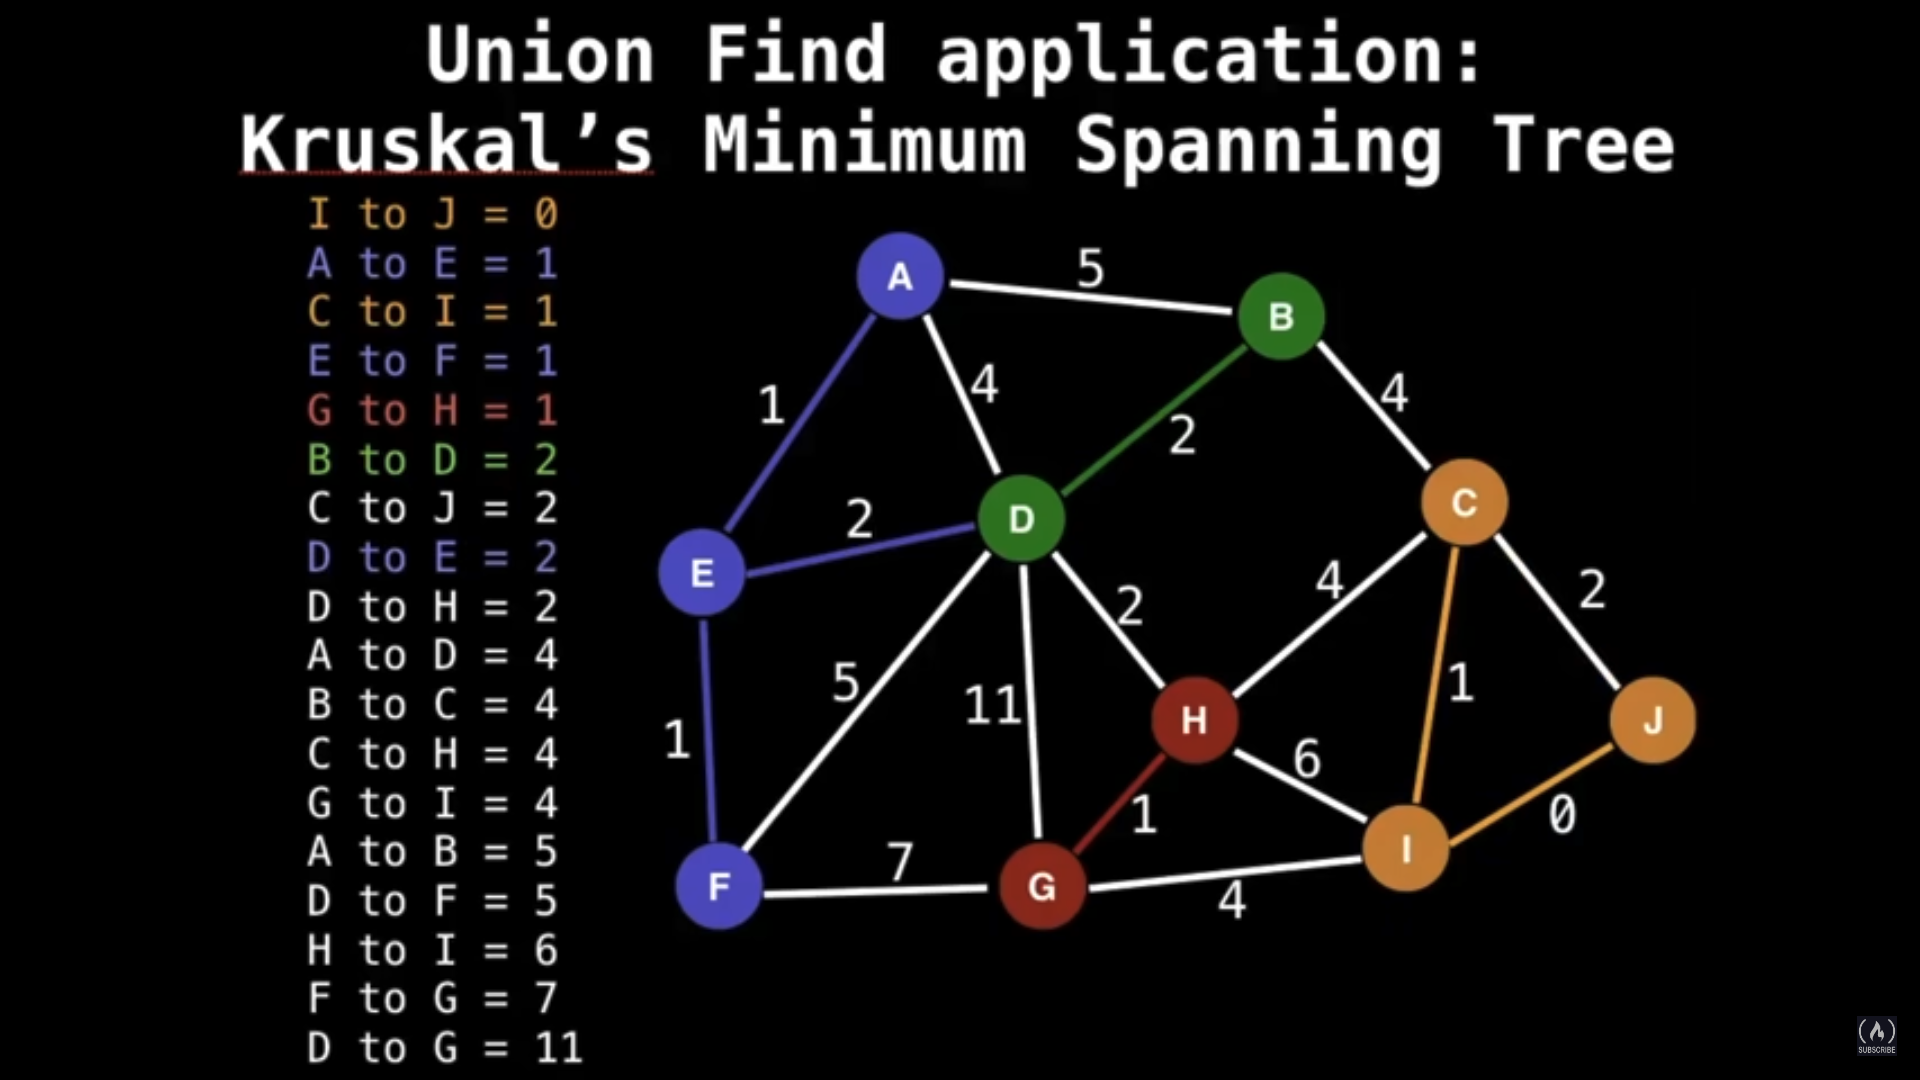 Union Find application:
Kruskal’s Minimum Spanning Tree
I to J = 0
A to E = 1
C to I = 1
E to F = 1
G to H = 1
B to D = 2
C to J = 2
D to E = 2
D to H = 2
A to D = 4
B to C = 4
C to H = 4
G to I = 4
A to B = 5
D to F = 5
H to I = 6
F to G = 7
D to G = 11
A
5
B
1
4
2
4
C
D
2
E
2
4
2
5
11
1
1
H
J
6
1
0
I
7
F
G
4
SUBSCRIBE